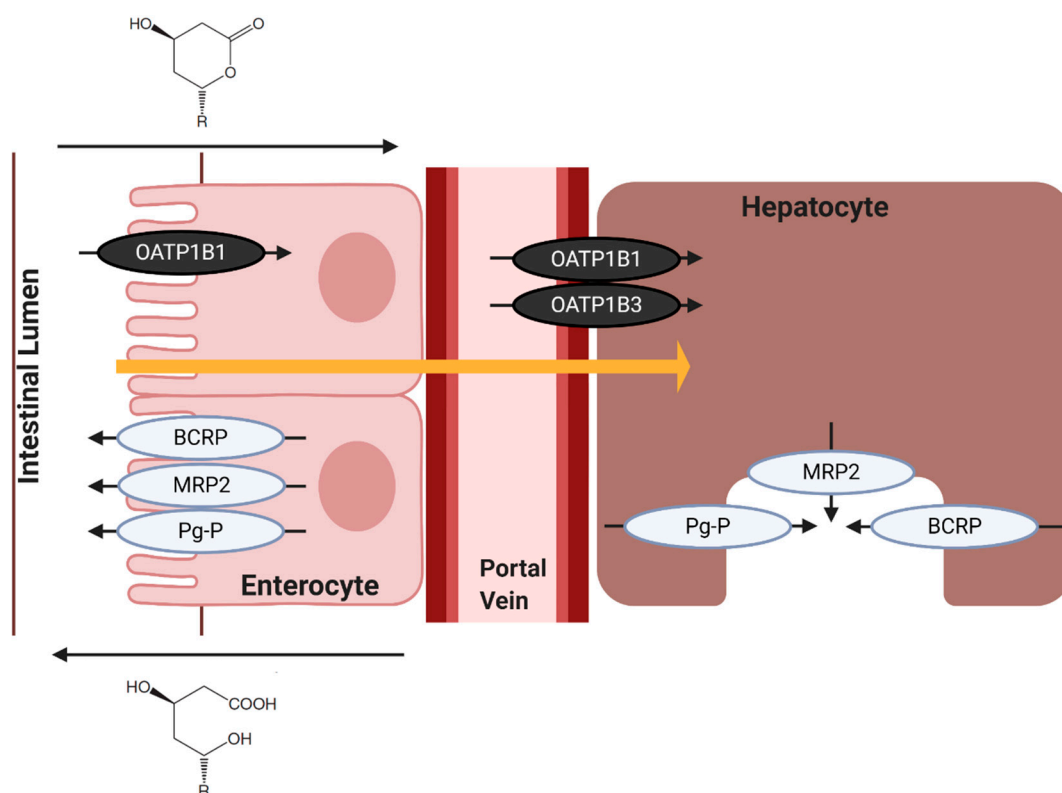 HO
O
O
R
Intestinal Lumen
OATP1B1
BCRP
MRP2
Pg-P
Enterocyte
Portal
Vein
Hepatocyte
OATP1B1
OATP1B3
MRP2
Pg-P
BCRP
HO
COOH
OH
R